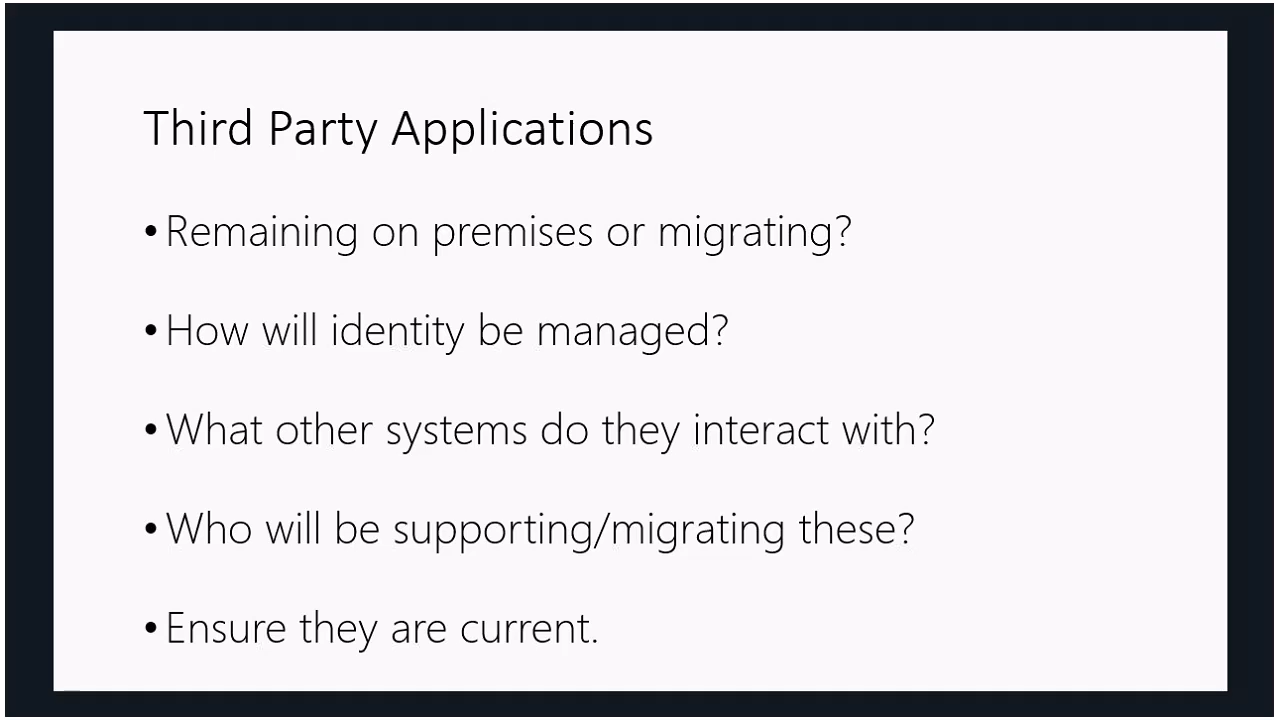 Third Party Applications
• Remaining on premises or migrating?
• How will identity be managed?
• What other systems do they interact with?
• Who will be supporting/migrating these?
• Ensure they are current.